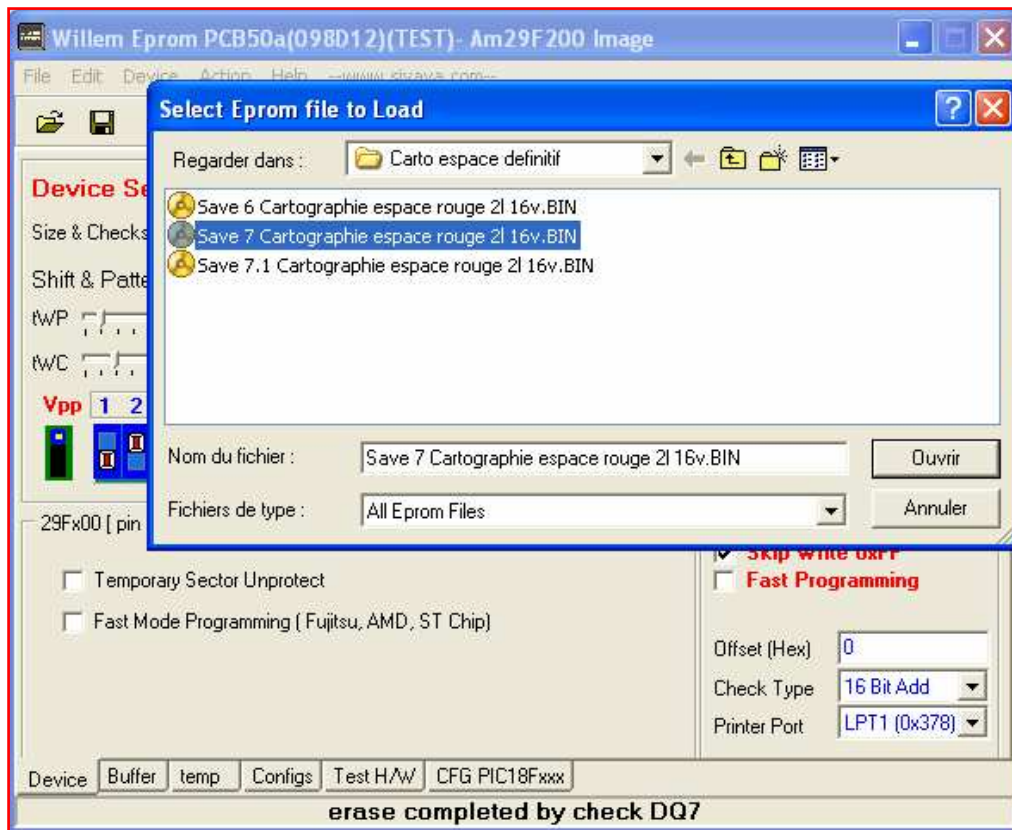 Willem Eprom PCB50a(098D12)(TEST)- Am29F200 Image
File Edit Device Action Help --www.sivava.com--
Select Eprom file to Load
Regarder dans : Carto espace definitif
Save 6 Cartographie espace rouge 2l 16v.BIN
Save 7 Cartographie espace rouge 2l 16v.BIN
Save 7.1 Cartographie espace rouge 2l 16v.BIN
Device Se
Size & Checks
Shift & Patte
tWP
tWC
Vpp 1 2
Nom du fichier : Save 7 Cartographie espace rouge 2l 16v.BIN Ouvrir
Fichiers de type : All Eprom Files Annuler
29Fx00 [ pin
Skip Write 0xFF
Temporary Sector Unprotect
Fast Programming
Fast Mode Programming ( Fujitsu, AMD, ST Chip)
Offset (Hex) 0
Check Type 16 Bit Add
Printer Port LPT1 (0x378)
Device Buffer temp Configs Test H/W CFG PIC18Fxxx
erase completed by check DQ7